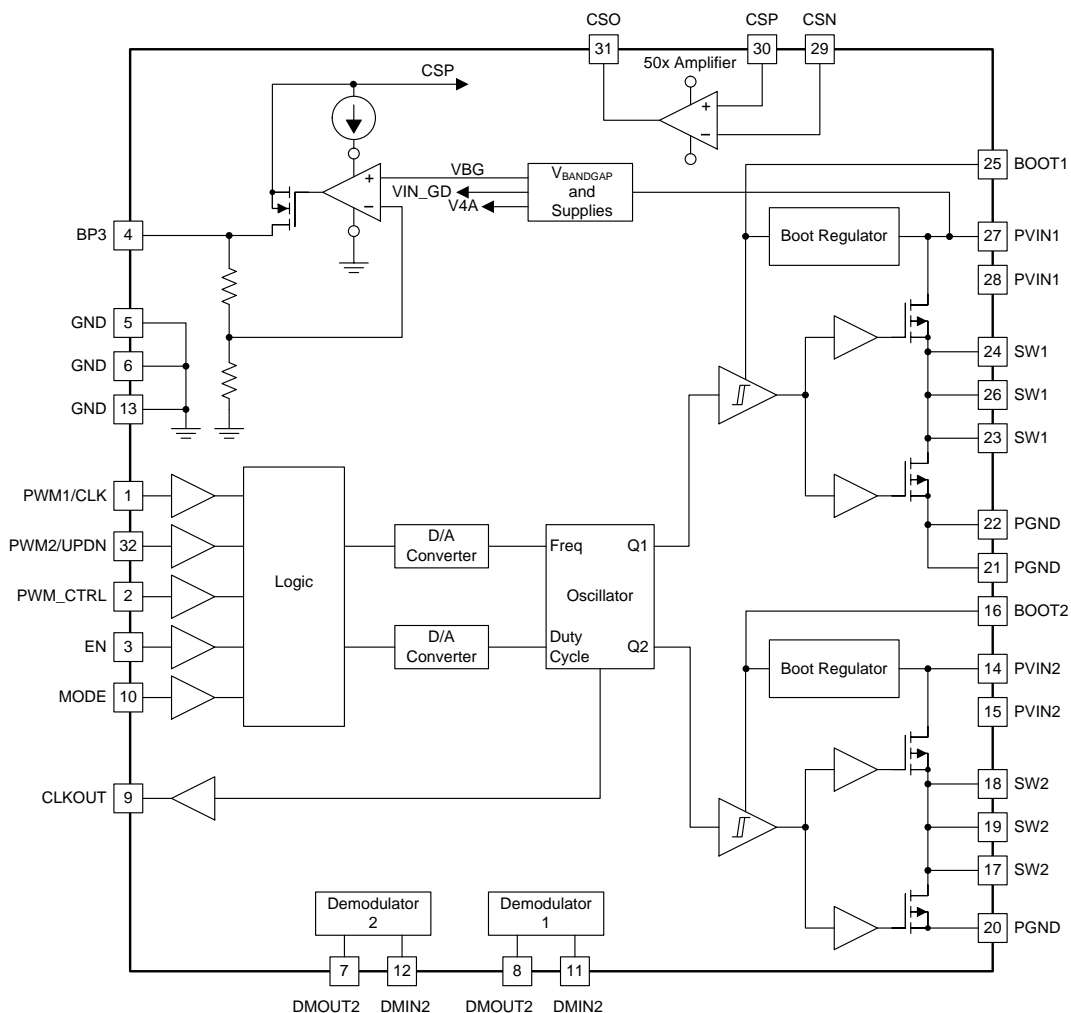 CSO CSP CSN
31 30 29
50x Amplifier
CSP
+
−
25 BOOT1
VBG
VIN_GD
V4A
VBANDGAP
and
Supplies
+
−
BP3 4
Boot Regulator
27 PVIN1
28 PVIN1
GND 5
GND 6
GND 13
24 SW1
26 SW1
23 SW1
PWM1/CLK 1
PWM2/UPDN 32
PWM_CTRL 2
EN 3
MODE 10
Logic
D/A
Converter
D/A
Converter
Freq Q1
Oscillator
Duty
Cycle
Q2
22 PGND
21 PGND
16 BOOT2
Boot Regulator
14 PVIN2
15 PVIN2
CLKOUT 9
18 SW2
19 SW2
17 SW2
20 PGND
Demodulator
2
Demodulator
1
7 12 8 11
DMOUT2 DMIN2 DMOUT2 DMIN2